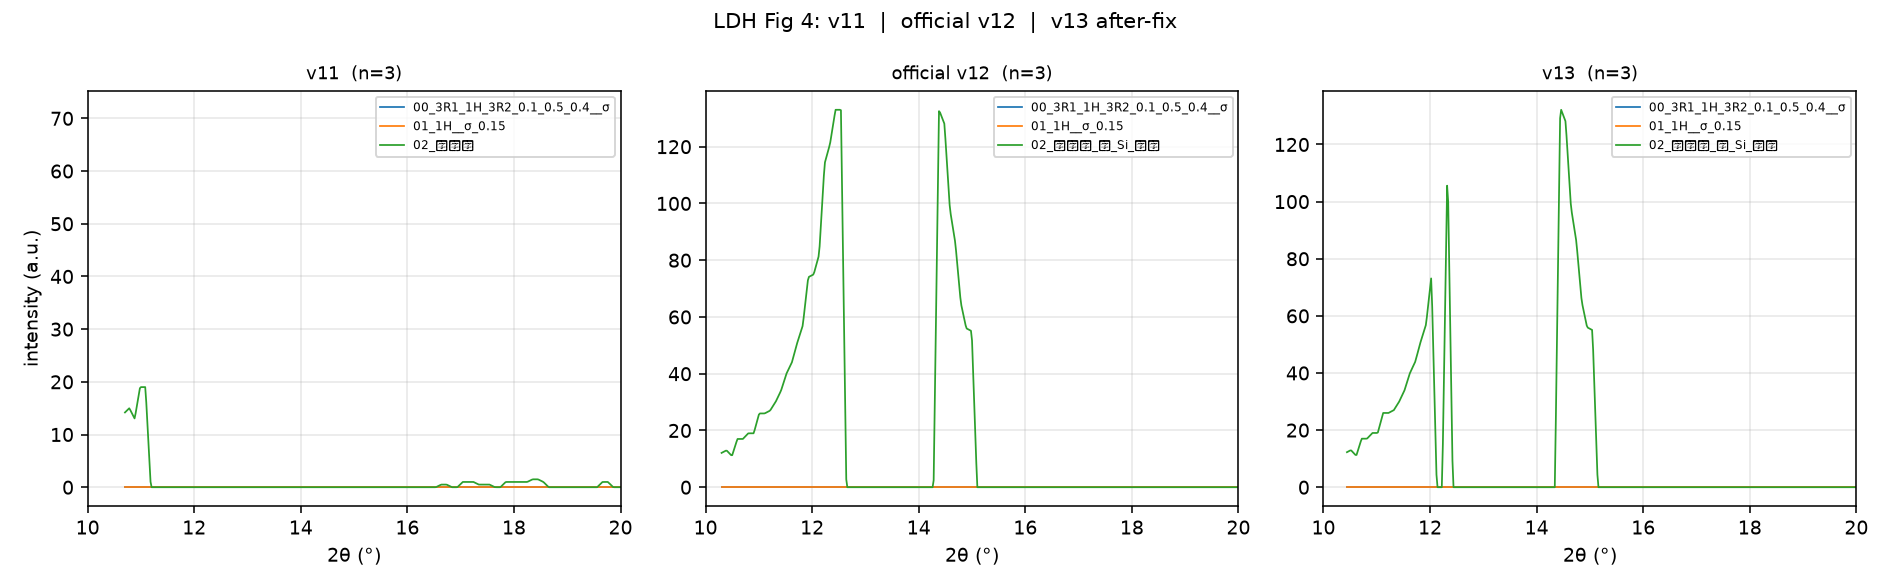 LDH Fig 4: v11 | official v12 | v13 after-fix
v11 (n=3)
70
60
50
40
30
20
10
0
10 12 14 16 18 20
intensity (a.u.)
2θ (°)
00_3R1_1H_3R2_0.1_0.5_0.4__σ
01_1H__σ_0.15
02_
official v12 (n=3)
120
100
80
60
40
20
0
10 12 14 16 18 20
2θ (°)
00_3R1_1H_3R2_0.1_0.5_0.4__σ
01_1H__σ_0.15
02_ _ _Si_
v13 (n=3)
120
100
80
60
40
20
0
10 12 14 16 18 20
2θ (°)
00_3R1_1H_3R2_0.1_0.5_0.4__σ
01_1H__σ_0.15
02_ _ _Si_